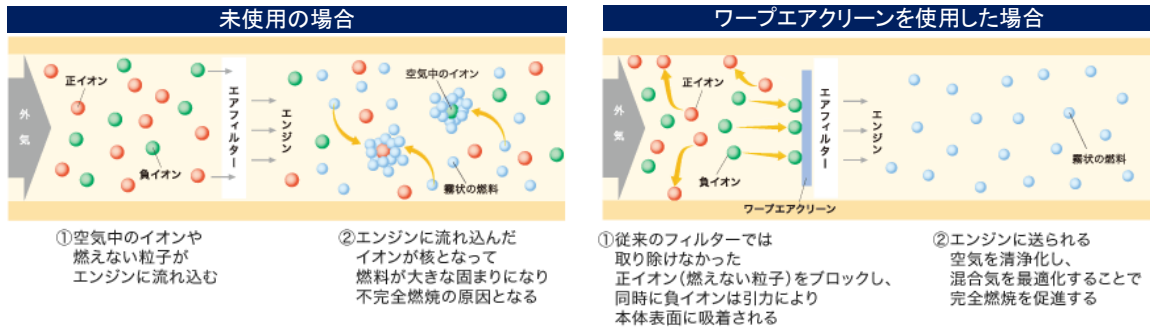 未使用の場合
外気
正イオン
負イオン
エアフィルター
エンジン
空気中のイオン
霧状の燃料
①空気中のイオンや
燃えない粒子が
エンジンに流れ込む
②エンジンに流れ込んだ
イオンが核となって
燃料が大きな固まりになり
不完全燃焼の原因となる
ワープエアクリーンを使用した場合
外気
正イオン
負イオン
エアフィルター
ワープエアクリーン
エンジン
霧状の燃料
①従来のフィルターでは
取り除けなかった
正イオン(燃えない粒子)をブロックし、
同時に負イオンは引力により
本体表面に吸着される
②エンジンに送られる
空気を清浄化し、
混合気を最適化することで
完全燃焼を促進する